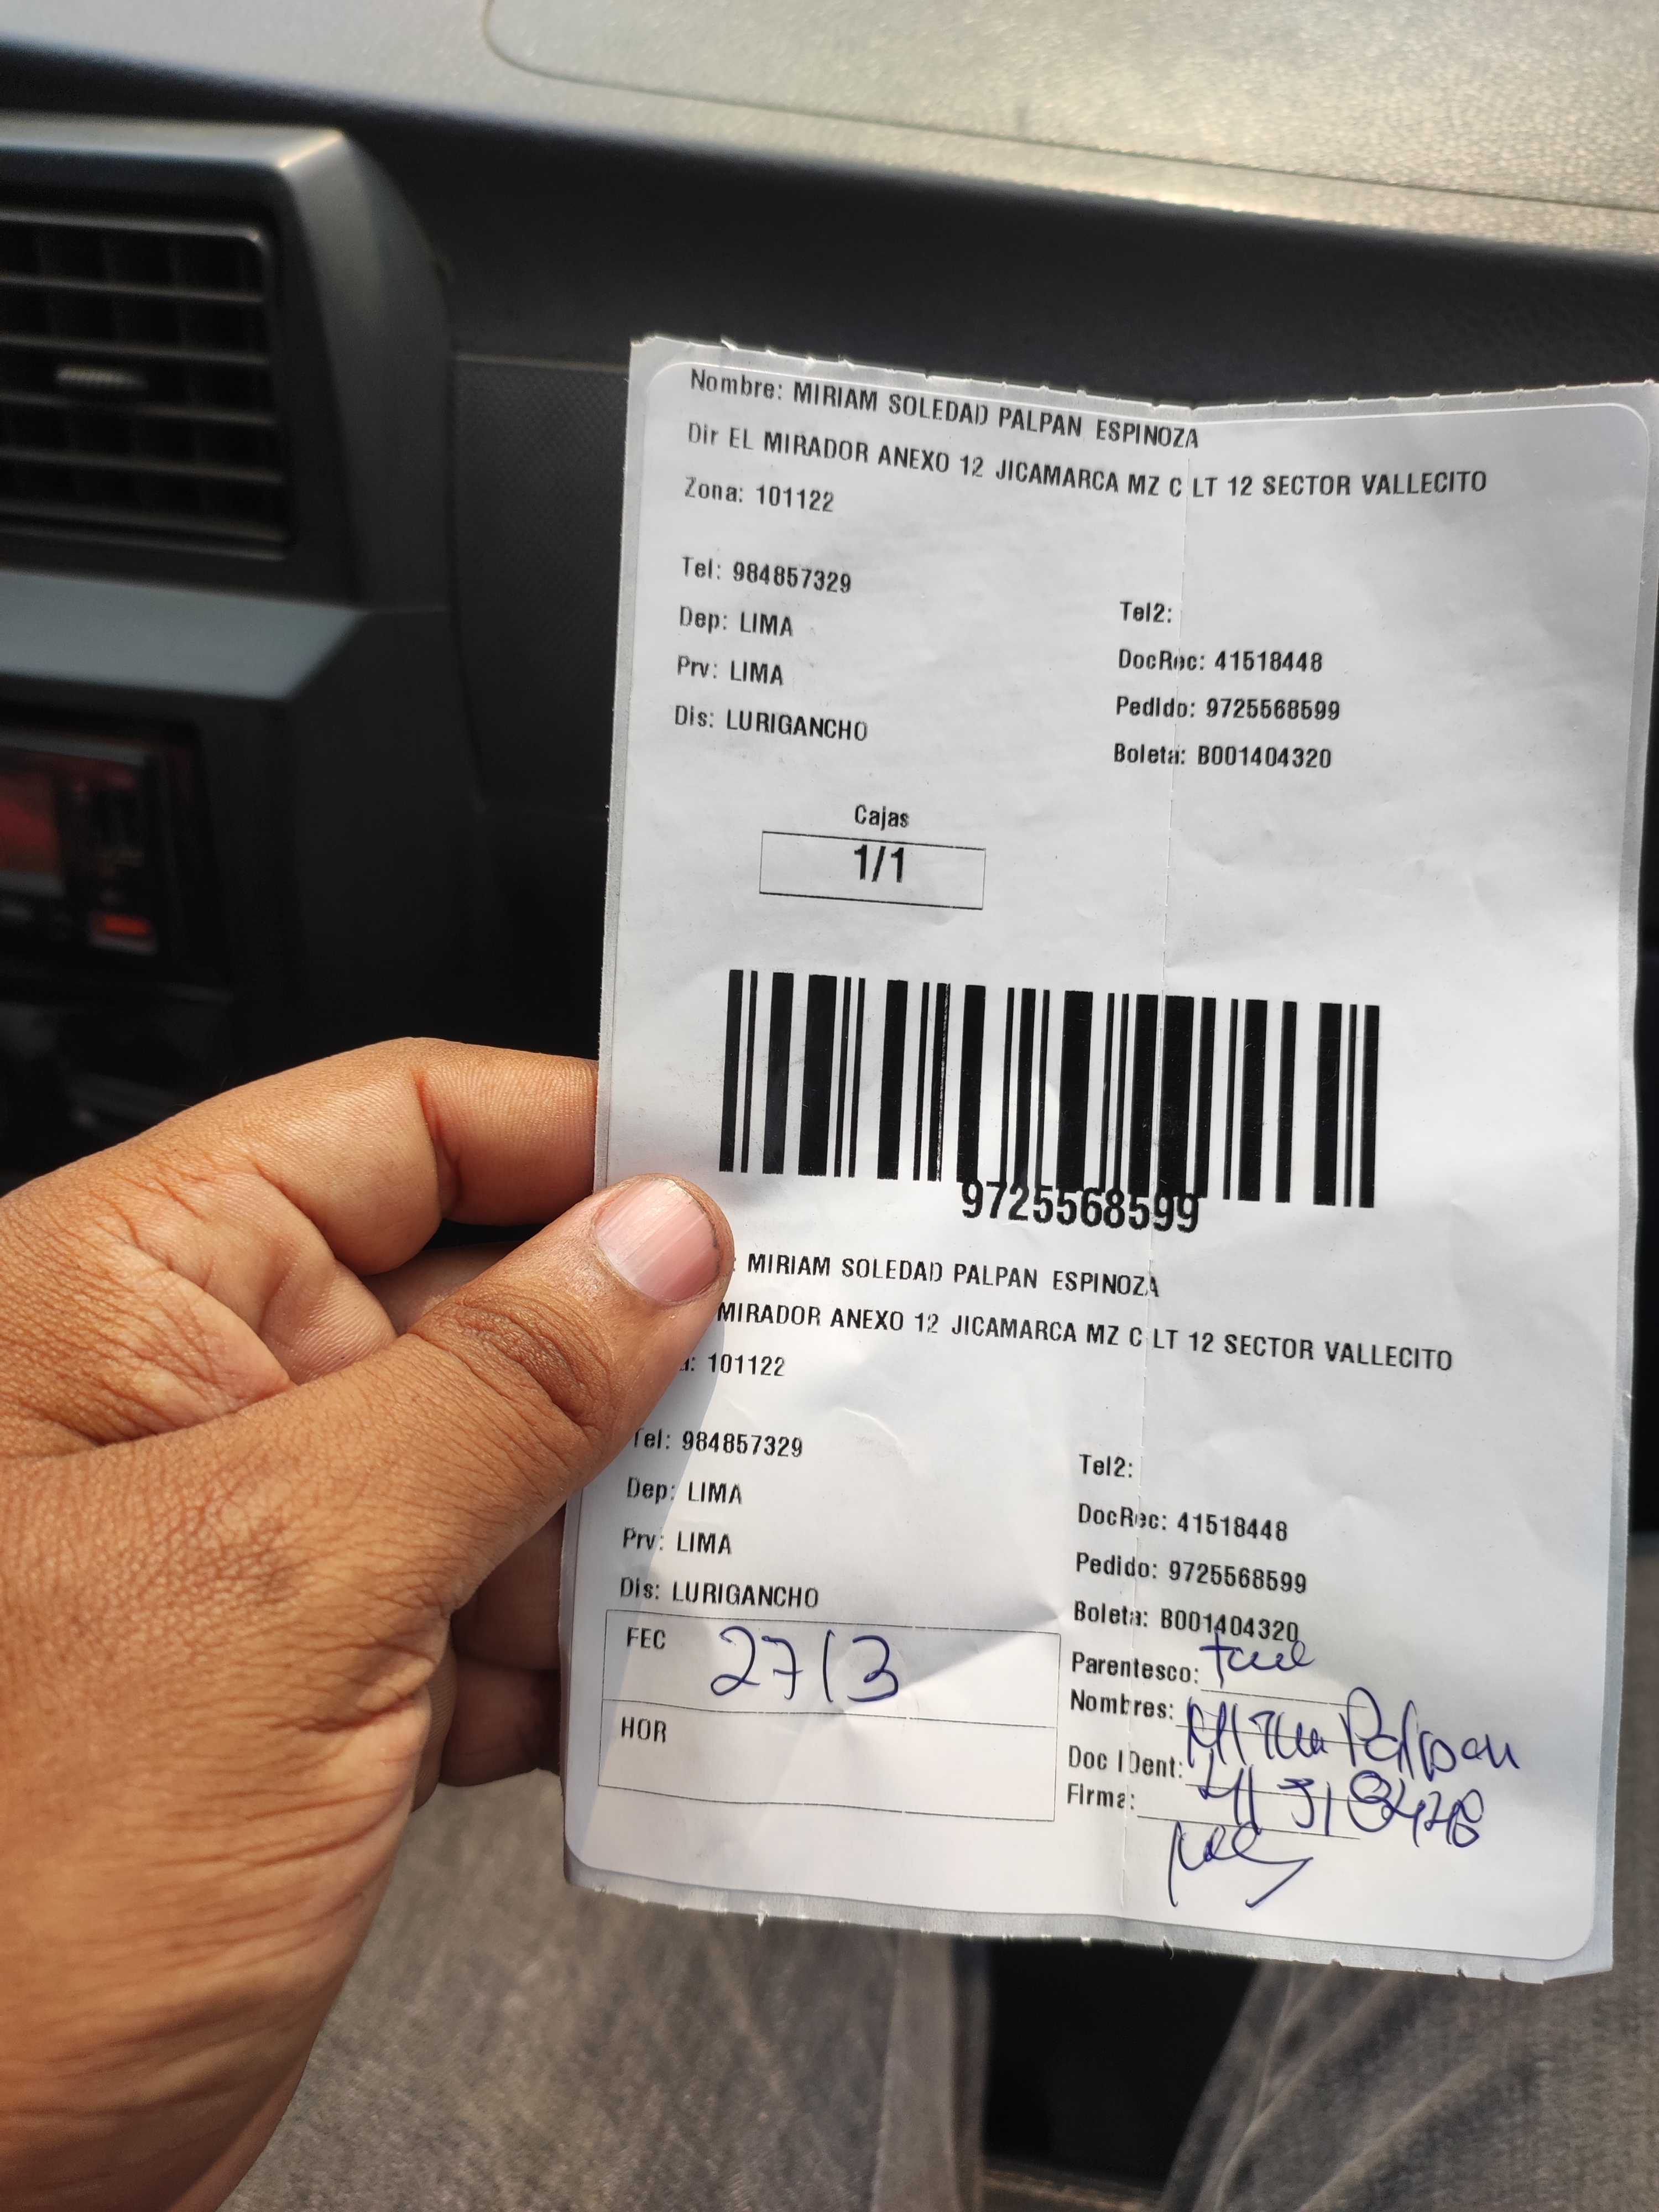 Nombre: MIRIAM SOLEDAD PALPAN ESPINOZA
Dir EL MIRADOR ANEXO 12 JICAMARCA MZ C LT 12 SECTOR VALLECITO
Zona: 101122
Tel: 984857329
Tel2:
Dep: LIMA
DocRec: 41518448
Prv: LIMA
Pedido: 9725568599
Dis: LURIGANCHO
Boleta: B001404320
Cajas
1/1
9725568599
: MIRIAM SOLEDAD PALPAN ESPINOZA
MIRADOR ANEXO 12 JICAMARCA MZ C LT 12 SECTOR VALLECITO
: 101122
Tel: 984857329
Tel2:
Dep: LIMA
DocRec: 41518448
Prv: LIMA
Pedido: 9725568599
Dis: LURIGANCHO
Boleta: B001404320
FEC 27/3
Parentesco:
Nombres: Palpan
HOR
Doc IDent: 41518448
Firma: